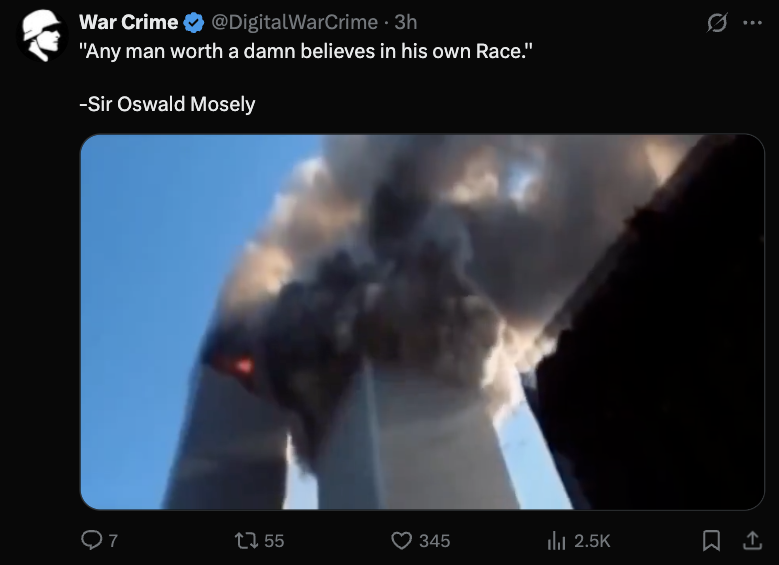 War Crime @DigitalWarCrime · 3h
"Any man worth a damn believes in his own Race."
-Sir Oswald Mosely
7 55 345 2.5K